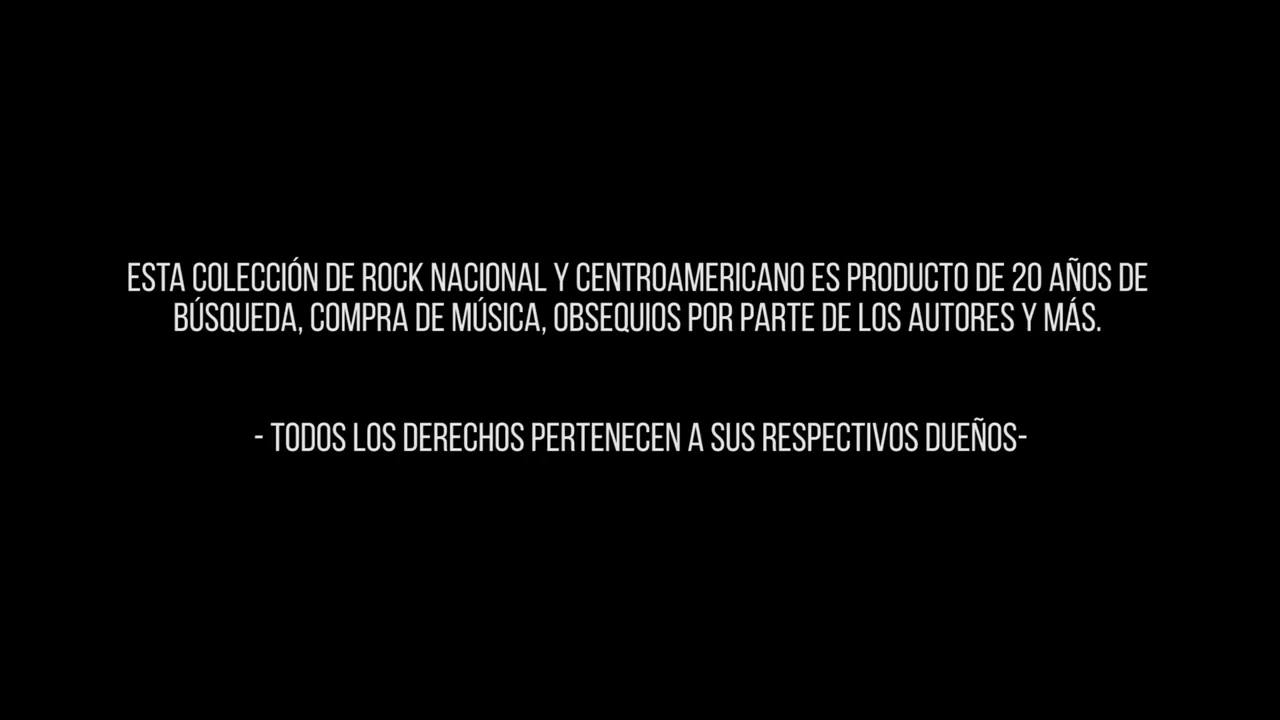 ESTA COLECCIÓN DE ROCK NACIONAL Y CENTROAMERICANO ES PRODUCTO DE 20 AÑOS DE
BÚSQUEDA, COMPRA DE MÚSICA, OBSEQUIOS POR PARTE DE LOS AUTORES Y MÁS.
- TODOS LOS DERECHOS PERTENECEN A SUS RESPECTIVOS DUEÑOS-